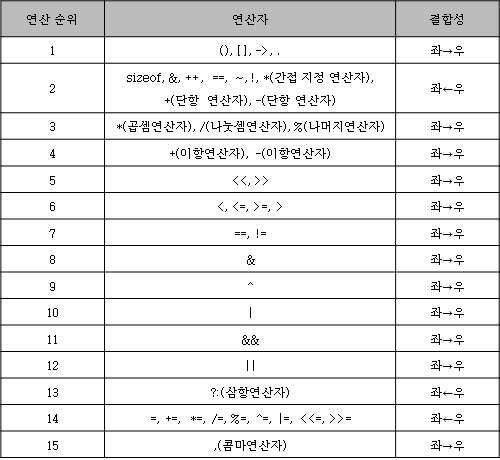 연산 순위 연산자 결합성
1 (), [], ->, . 좌→우
2 sizeof, &, ++, ==, ~, !, *(간접 지정 연산자), 좌←우
+(단항 연산자), -(단항 연산자)
3 *(곱셈연산자), /(나눗셈연산자), %(나머지연산자) 좌→우
4 +(이항연산자), -(이항연산자) 좌→우
5 <<, >> 좌→우
6 <, <=, >=, > 좌→우
7 ==, != 좌→우
8 & 좌→우
9 ^ 좌→우
10 | 좌→우
11 && 좌→우
12 || 좌→우
13 ?:(삼항연산자) 좌←우
14 =, +=, *=, /=, %=, ^=, |=, <<=, >>= 좌←우
15 ,(콤마연산자) 좌→우